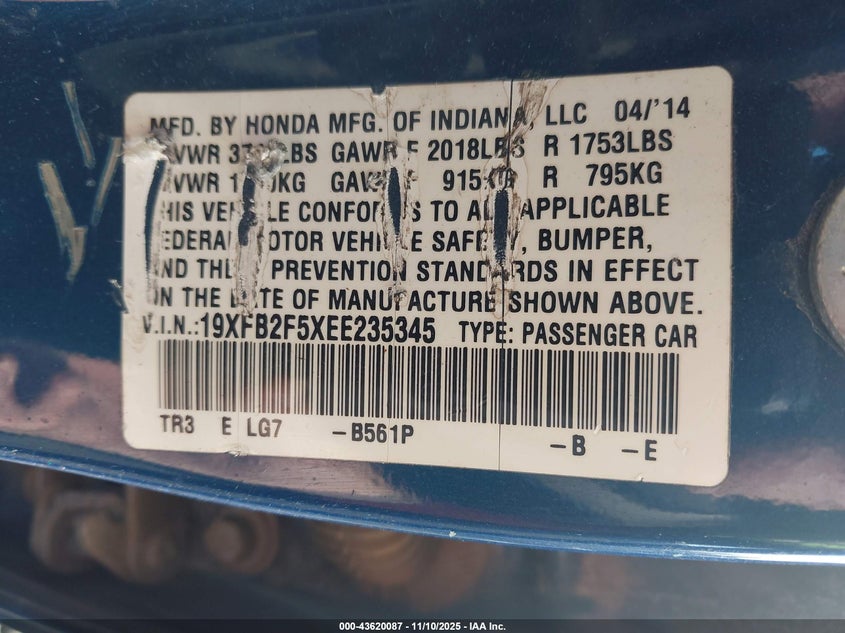 MFD. BY HONDA MFG. OF INDIANA, LLC 04/'14
GAWR F 2018LBS R 1753LBS
915KG R 795KG
THIS VEHICLE CONFORMS TO ALL APPLICABLE
FEDERAL MOTOR VEHICLE SAFETY, BUMPER,
AND THEFT PREVENTION STANDARDS IN EFFECT
ON THE DATE OF MANUFACTURE SHOWN ABOVE.
V.I.N.:19XFB2F5XEE235345 TYPE: PASSENGER CAR
TR3 E LG7 -B561P -B -E
000-43620087 - 11/10/2025 - IAA Inc.